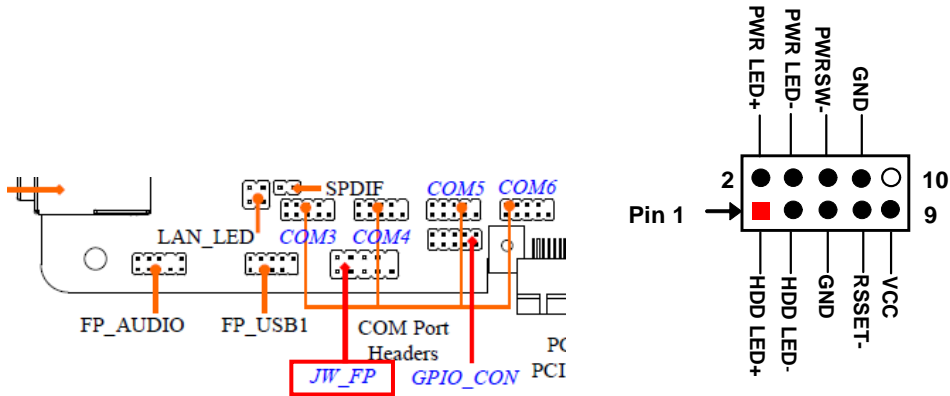 SPDIF
COM5
COM6
LAN_LED
COM3
COM4
FP_AUDIO
FP_USB1
COM Port
Headers
JW_FP
GPIO_CON
PC
PCI
PWR LED+
PWR LED-
PWRSW-
GND
2
10
Pin 1
9
HDD LED+
HDD LED-
GND
RSSET-
VCC